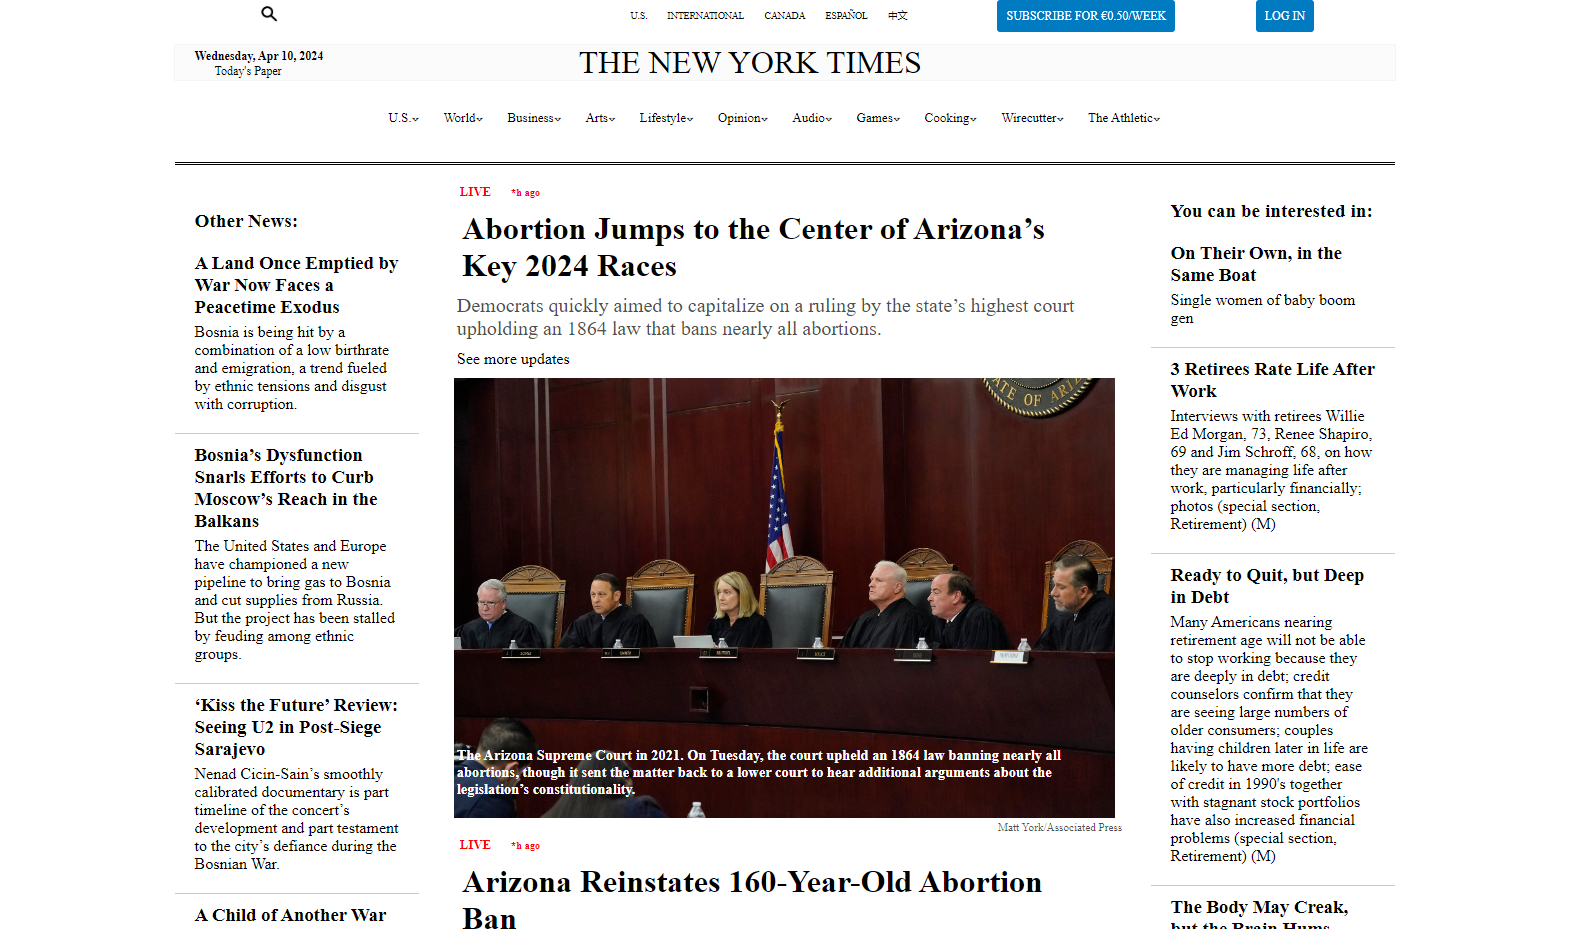 U.S. INTERNATIONAL CANADA ESPAÑOL 中文 SUBSCRIBE FOR €0.50/WEEK LOG IN
Wednesday, Apr 10, 2024
Today's Paper
THE NEW YORK TIMES
U.S. World Business Arts Lifestyle Opinion Audio Games Cooking Wirecutter The Athletic
Other News:
A Land Once Emptied by
War Now Faces a
Peacetime Exodus
Bosnia is being hit by a
combination of a low birthrate
and emigration, a trend fueled
by ethnic tensions and disgust
with corruption.
Bosnia’s Dysfunction
Snarls Efforts to Curb
Moscow’s Reach in the
Balkans
The United States and Europe
have championed a new
pipeline to bring gas to Bosnia
and cut supplies from Russia.
But the project has been stalled
by feuding among ethnic
groups.
‘Kiss the Future’ Review:
Seeing U2 in Post-Siege
Sarajevo
Nenad Cicin-Sain’s smoothly
calibrated documentary is part
timeline of the concert’s
development and part testament
to the city’s defiance during the
Bosnian War.
A Child of Another War
LIVE *h ago
Abortion Jumps to the Center of Arizona’s
Key 2024 Races
Democrats quickly aimed to capitalize on a ruling by the state’s highest court
upholding an 1864 law that bans nearly all abortions.
See more updates
ATE OF ARIZ
The Arizona Supreme Court in 2021. On Tuesday, the court upheld an 1864 law banning nearly all
abortions, though it sent the matter back to a lower court to hear additional arguments about the
legislation’s constitutionality.
Matt York/Associated Press
LIVE *h ago
Arizona Reinstates 160-Year-Old Abortion
Ban
You can be interested in:
On Their Own, in the
Same Boat
Single women of baby boom
gen
3 Retirees Rate Life After
Work
Interviews with retirees Willie
Ed Morgan, 73, Renee Shapiro,
69 and Jim Schroff, 68, on how
they are managing life after
work, particularly financially;
photos (special section,
Retirement) (M)
Ready to Quit, but Deep
in Debt
Many Americans nearing
retirement age will not be able
to stop working because they
are deeply in debt; credit
counselors confirm that they
are seeing large numbers of
older consumers; couples
having children later in life are
likely to have more debt; ease
of credit in 1990's together
with stagnant stock portfolios
have also increased financial
problems (special section,
Retirement) (M)
The Body May Creak,
but the Brain Hums